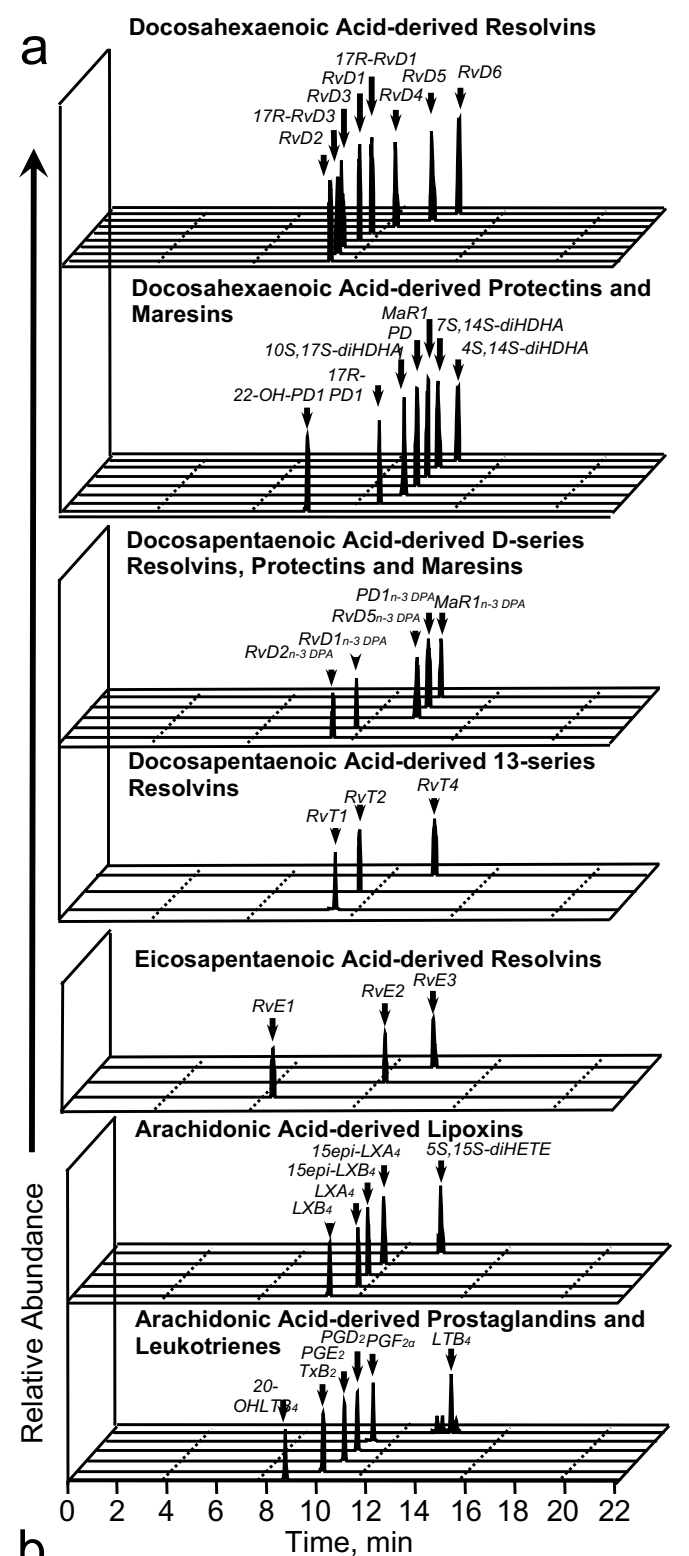 a
Docosahexaenoic Acid-derived Resolvins
17R-RvD1
RvD1
RvD5
RvD6
RvD3
RvD4
17R-RvD3
RvD2
Docosahexaenoic Acid-derived Protectins and
Maresins
MaR1
7S,14S-diHDHA
PD
1
10S,17S-diHDHA
4S,14S-diHDHA
17R-
22-OH-PD1
PD1
Docosapentaenoic Acid-derived D-series
Resolvins, Protectins and Maresins
PD1n-3 DPA
MaR1n-3 DPA
RvD5n-3 DPA
RvD1n-3 DPA
RvD2n-3 DPA
Docosapentaenoic Acid-derived 13-series
Resolvins
RvT4
RvT2
RvT1
Eicosapentaenoic Acid-derived Resolvins
RvE3
RvE2
RvE1
Arachidonic Acid-derived Lipoxins
15epi-LXA4
5S,15S-diHETE
15epi-LXB4
LXA4
LXB4
Arachidonic Acid-derived Prostaglandins and
Leukotrienes
PGD2
PGF2α
LTB4
PGE2
TxB2
20-
OHLTB4
Relative Abundance
0 2 4 6 8 10 12 14 16 18 20 22
Time, min
b